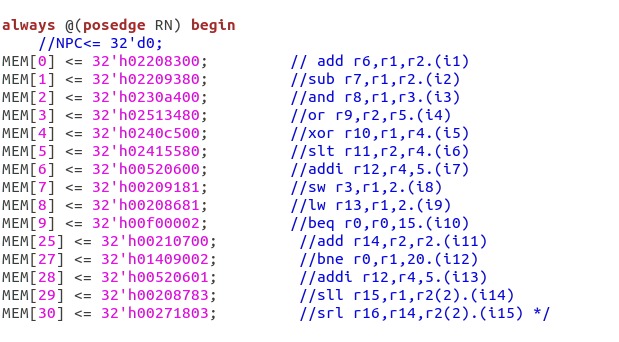 always @(posedge RN) begin
//NPC<= 32'd0;
MEM[0] <= 32'h02208300; // add r6,r1,r2.(i1)
MEM[1] <= 32'h02209380; //sub r7,r1,r2.(i2)
MEM[2] <= 32'h0230a400; //and r8,r1,r3.(i3)
MEM[3] <= 32'h02513480; //or r9,r2,r5.(i4)
MEM[4] <= 32'h0240c500; //xor r10,r1,r4.(i5)
MEM[5] <= 32'h02415580; //slt r11,r2,r4.(i6)
MEM[6] <= 32'h00520600; //addi r12,r4,5.(i7)
MEM[7] <= 32'h00209181; //sw r3,r1,2.(i8)
MEM[8] <= 32'h00208681; //lw r13,r1,2.(i9)
MEM[9] <= 32'h00f00002; //beq r0,r0,15.(i10)
MEM[25] <= 32'h00210700; //add r14,r2,r2.(i11)
MEM[27] <= 32'h01409002; //bne r0,r1,20.(i12)
MEM[28] <= 32'h00520601; //addi r12,r4,5.(i13)
MEM[29] <= 32'h00208783; //sll r15,r1,r2(2).(i14)
MEM[30] <= 32'h00271803; //srl r16,r14,r2(2).(i15) */